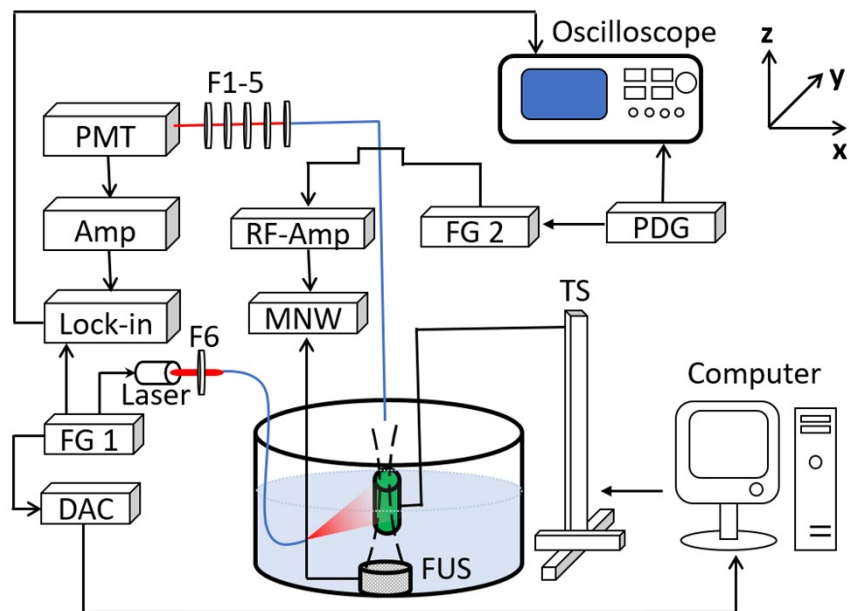 Oscilloscope
z
y
x
F1-5
PMT
Amp
RF-Amp
FG 2
PDG
Lock-in
MNW
TS
F6
Laser
Computer
FG 1
DAC
FUS